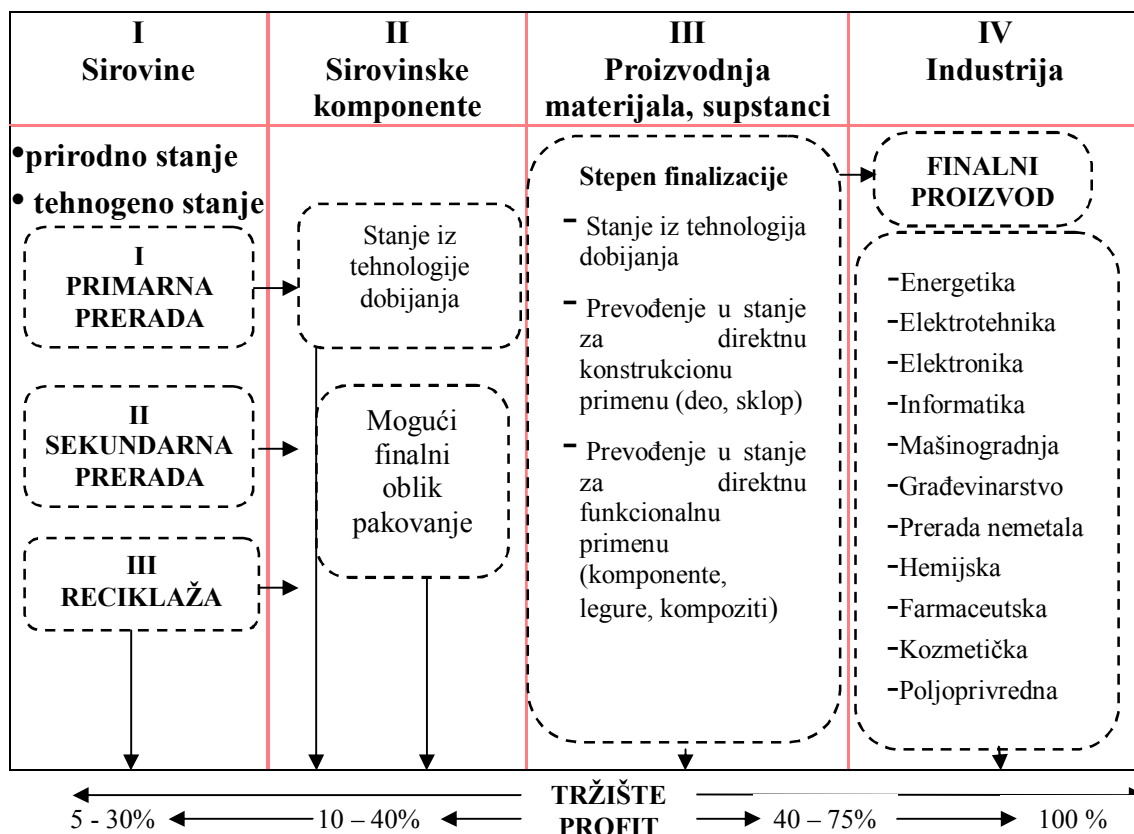 I
Sirovine
II
Sirovinske
komponente
III
Proizvodnja
materijala, supstanci
IV
Industrija
•prirodno stanje
• tehnogeno stanje
I
PRIMARNA
PRERADA
II
SEKUNDARNA
PRERADA
III
RECIKLAŽA
Stanje iz
tehnologije
dobijanja
Mogući
finalni
oblik
pakovanje
Stepen finalizacije
- Stanje iz tehnologija
dobijanja
- Prevođenje u stanje
za direktnu
konstrukcionu
primenu (deo, sklop)
- Prevođenje u stanje
za direktnu
funkcionalnu
primenu
(komponente,
legure, kompoziti)
FINALNI
PROIZVOD
-Energetika
-Elektrotehnika
-Elektronika
-Informatika
-Mašinogradnja
-Građevinarstvo
-Prerada nemetala
-Hemijska
-Farmaceutska
-Kozmetička
-Poljoprivredna
TRŽIŠTE
5 - 30% 10 – 40% PROFIT 40 – 75% 100 %